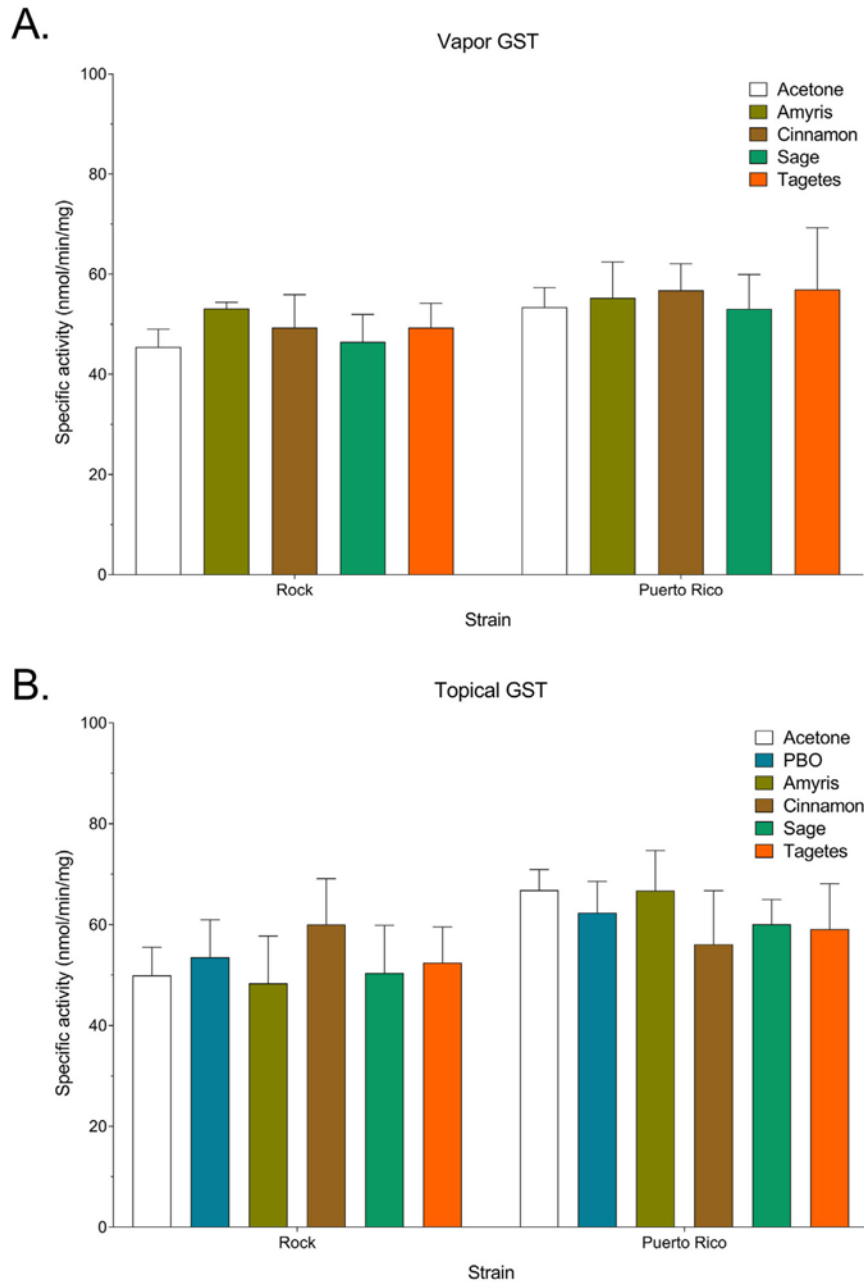 A.
Vapor GST
100
80
60
40
20
0
Specific activity (nmol/min/mg)
Acetone
Amyris
Cinnamon
Sage
Tagetes
Rock
Puerto Rico
Strain
B.
Topical GST
100
80
60
40
20
0
Specific activity (nmol/min/mg)
Acetone
PBO
Amyris
Cinnamon
Sage
Tagetes
Rock
Puerto Rico
Strain